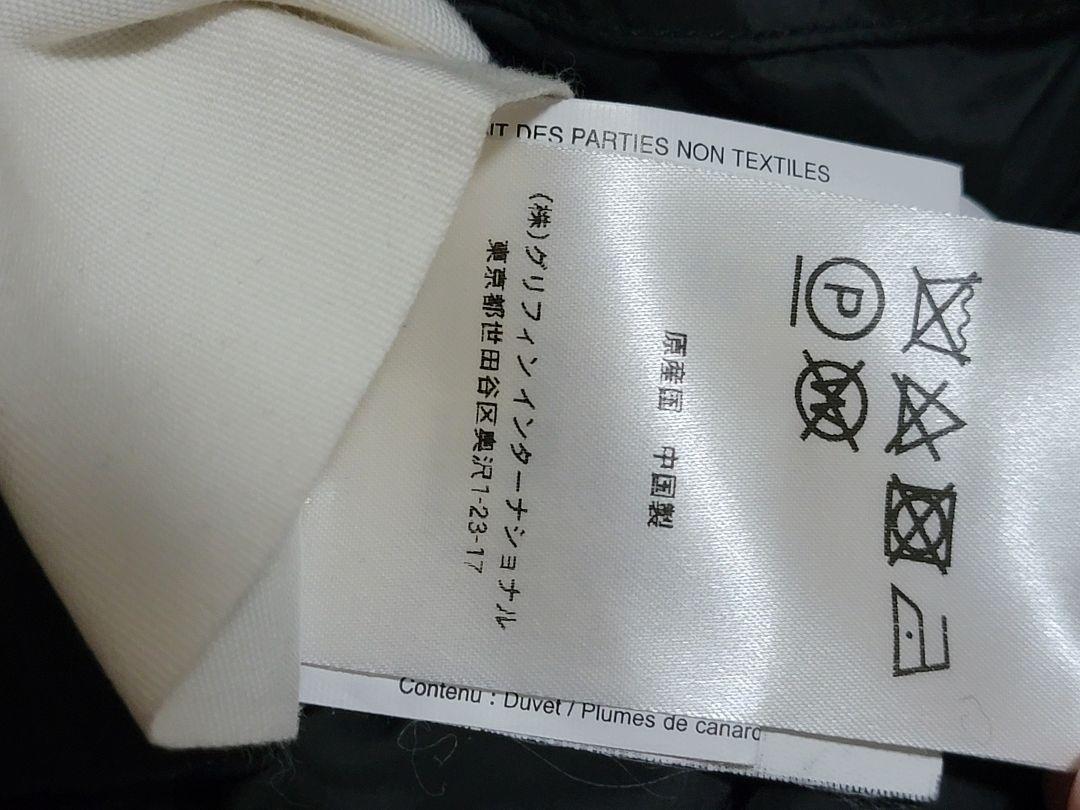 IT DES PARTIES NON TEXTILES
P
W
原産国 中国製
(株)グリフィンインターナショナル
東京都世田谷区奥沢1-23-17
Contenu : Duvet / Plumes de canard